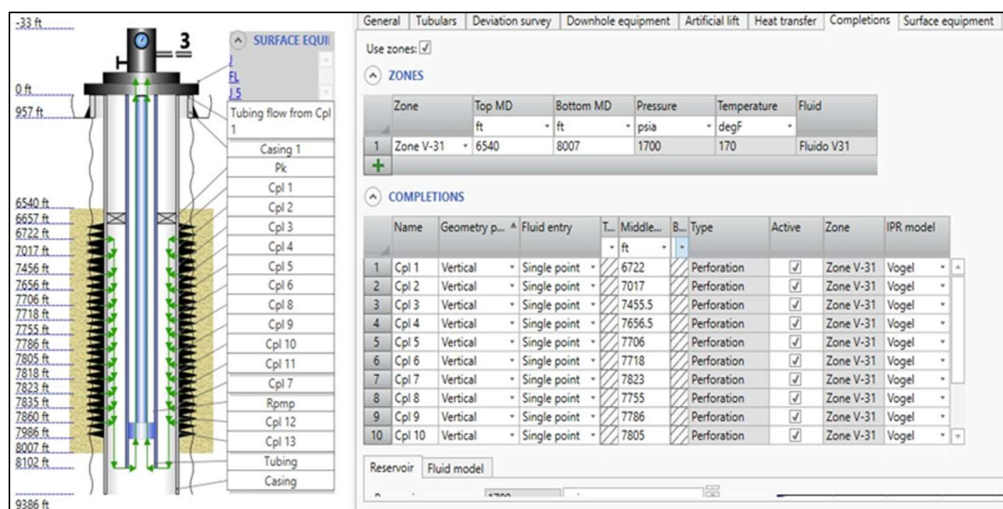 -33 ft
0 ft
957 ft
6540 ft
6657 ft
6722 ft
7017 ft
7456 ft
7656 ft
7706 ft
7718 ft
7755 ft
7786 ft
7805 ft
7818 ft
7823 ft
7835 ft
7860 ft
7986 ft
8007 ft
8102 ft
9386 ft
3
SURFACE EQUI
J
FL
J 5
Tubing flow from Cpl
1
Casing 1
Pk
Cpl 1
Cpl 2
Cpl 3
Cpl 4
Cpl 5
Cpl 6
Cpl 8
Cpl 9
Cpl 10
Cpl 11
Cpl 7
Rpmp
Cpl 12
Cpl 13
Tubing
Casing
General Tubulars Deviation survey Downhole equipment Artificial lift Heat transfer Completions Surface equipment
Use zones:
ZONES
Zone Top MD Bottom MD Pressure Temperature Fluid
ft ft psia degF
1 Zone V-31 6540 8007 1700 170 Fluido V31
COMPLETIONS
Name Geometry p... Fluid entry T... Middle... B... Type Active Zone IPR model
ft
1 Cpl 1 Vertical Single point 6722 Perforation Zone V-31 Vogel
2 Cpl 2 Vertical Single point 7017 Perforation Zone V-31 Vogel
3 Cpl 3 Vertical Single point 7455.5 Perforation Zone V-31 Vogel
4 Cpl 4 Vertical Single point 7656.5 Perforation Zone V-31 Vogel
5 Cpl 5 Vertical Single point 7706 Perforation Zone V-31 Vogel
6 Cpl 6 Vertical Single point 7718 Perforation Zone V-31 Vogel
7 Cpl 7 Vertical Single point 7823 Perforation Zone V-31 Vogel
8 Cpl 8 Vertical Single point 7755 Perforation Zone V-31 Vogel
9 Cpl 9 Vertical Single point 7786 Perforation Zone V-31 Vogel
10 Cpl 10 Vertical Single point 7805 Perforation Zone V-31 Vogel
Reservoir Fluid model
1700